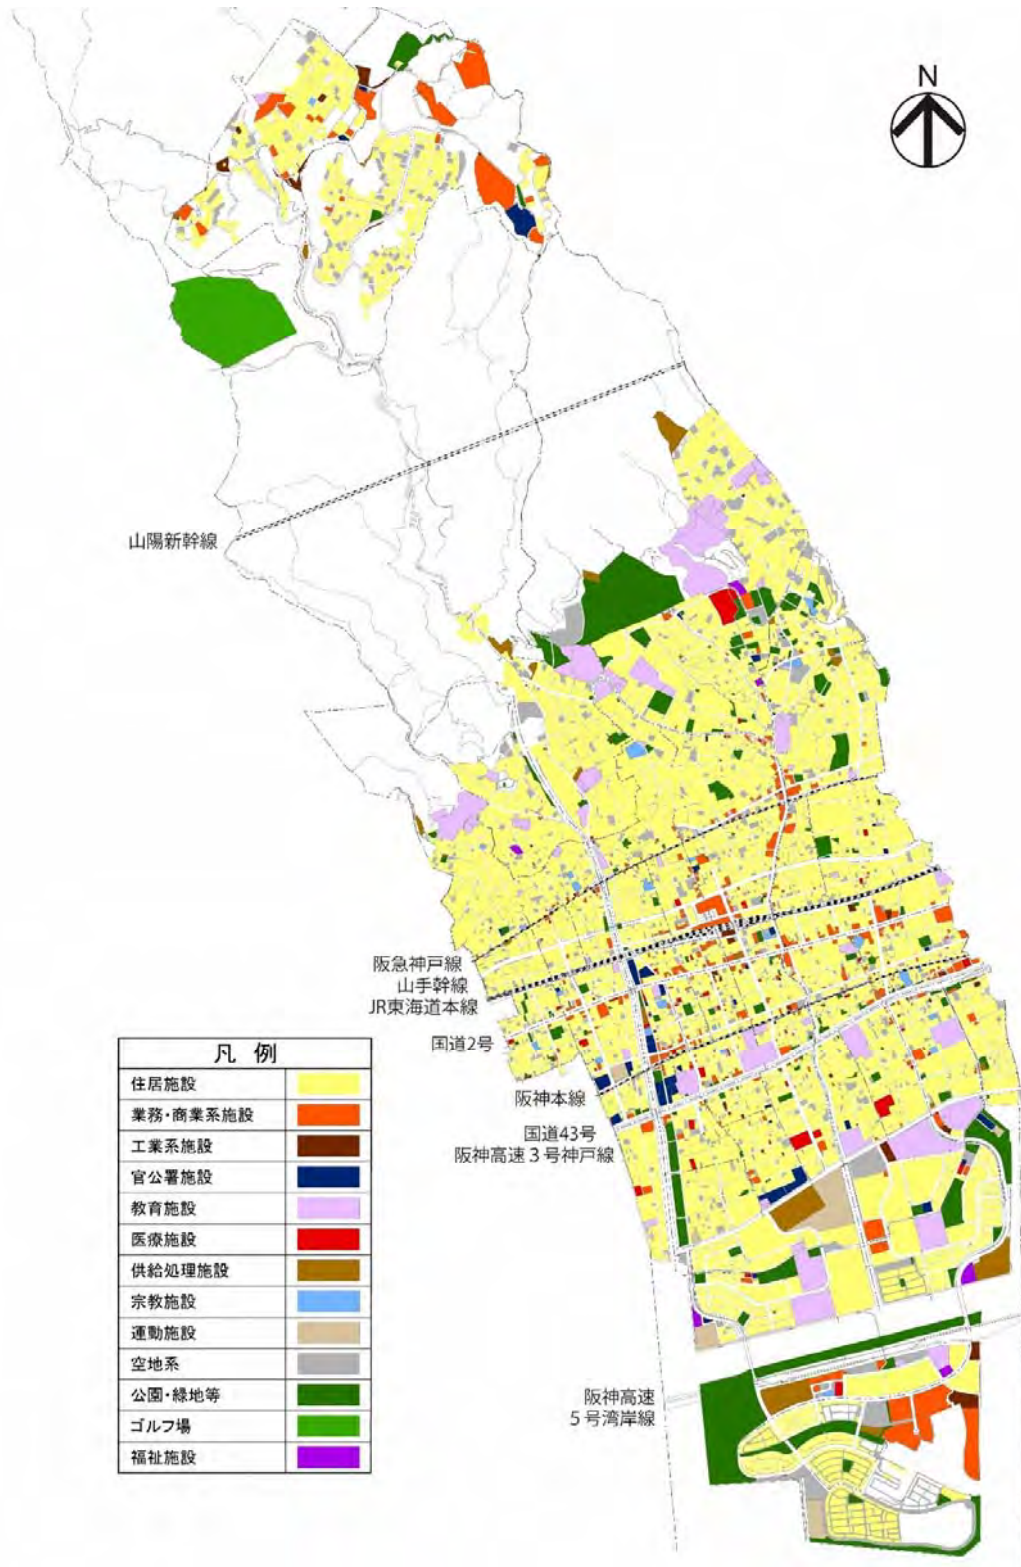 N
山陽新幹線
阪急神戸線
山手幹線
JR東海道本線
国道2号
阪神本線
国道43号
阪神高速3号神戸線
凡 例
住居施設
業務・商業系施設
工業系施設
官公署施設
教育施設
医療施設
供給処理施設
宗教施設
運動施設
空地系
公園・緑地等
ゴルフ場
福祉施設
阪神高速
5号湾岸線